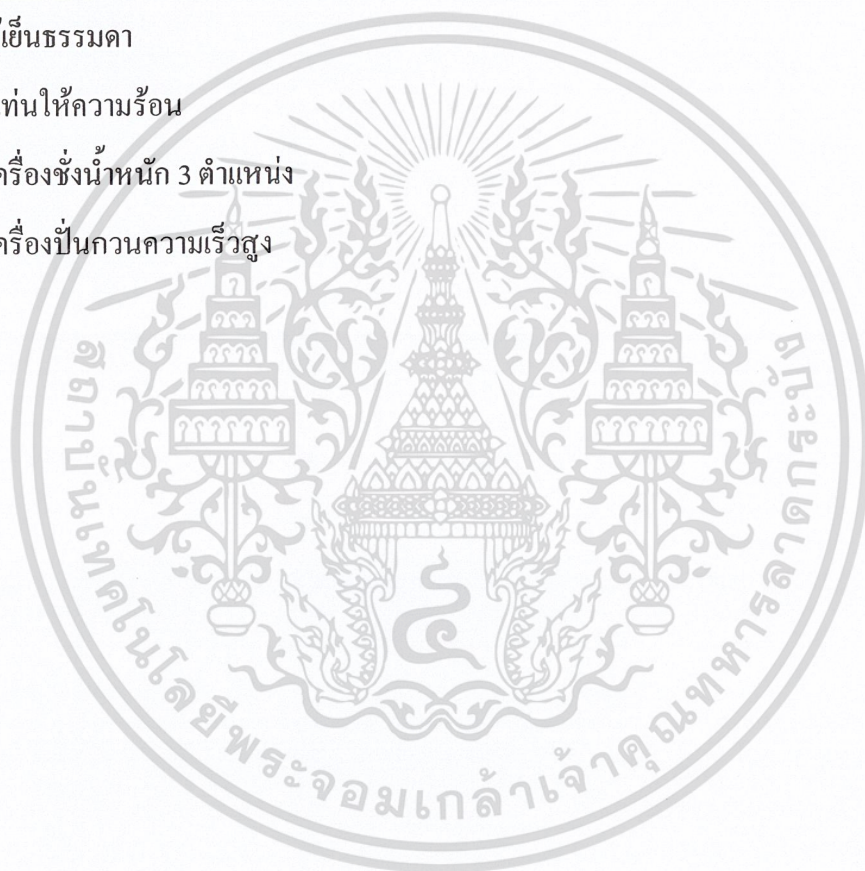 เย็นธรรมดา
ท่นให้ความร้อน
ครื่องชั่งน้ำหนัก 3 ตำแหน่ง
ครื่องปั่นกวนความเร็วสูง
สถาบันเทคโนโลยีพระจอมเกล้าเจ้าคุณทหารลาดกระบัง
๔